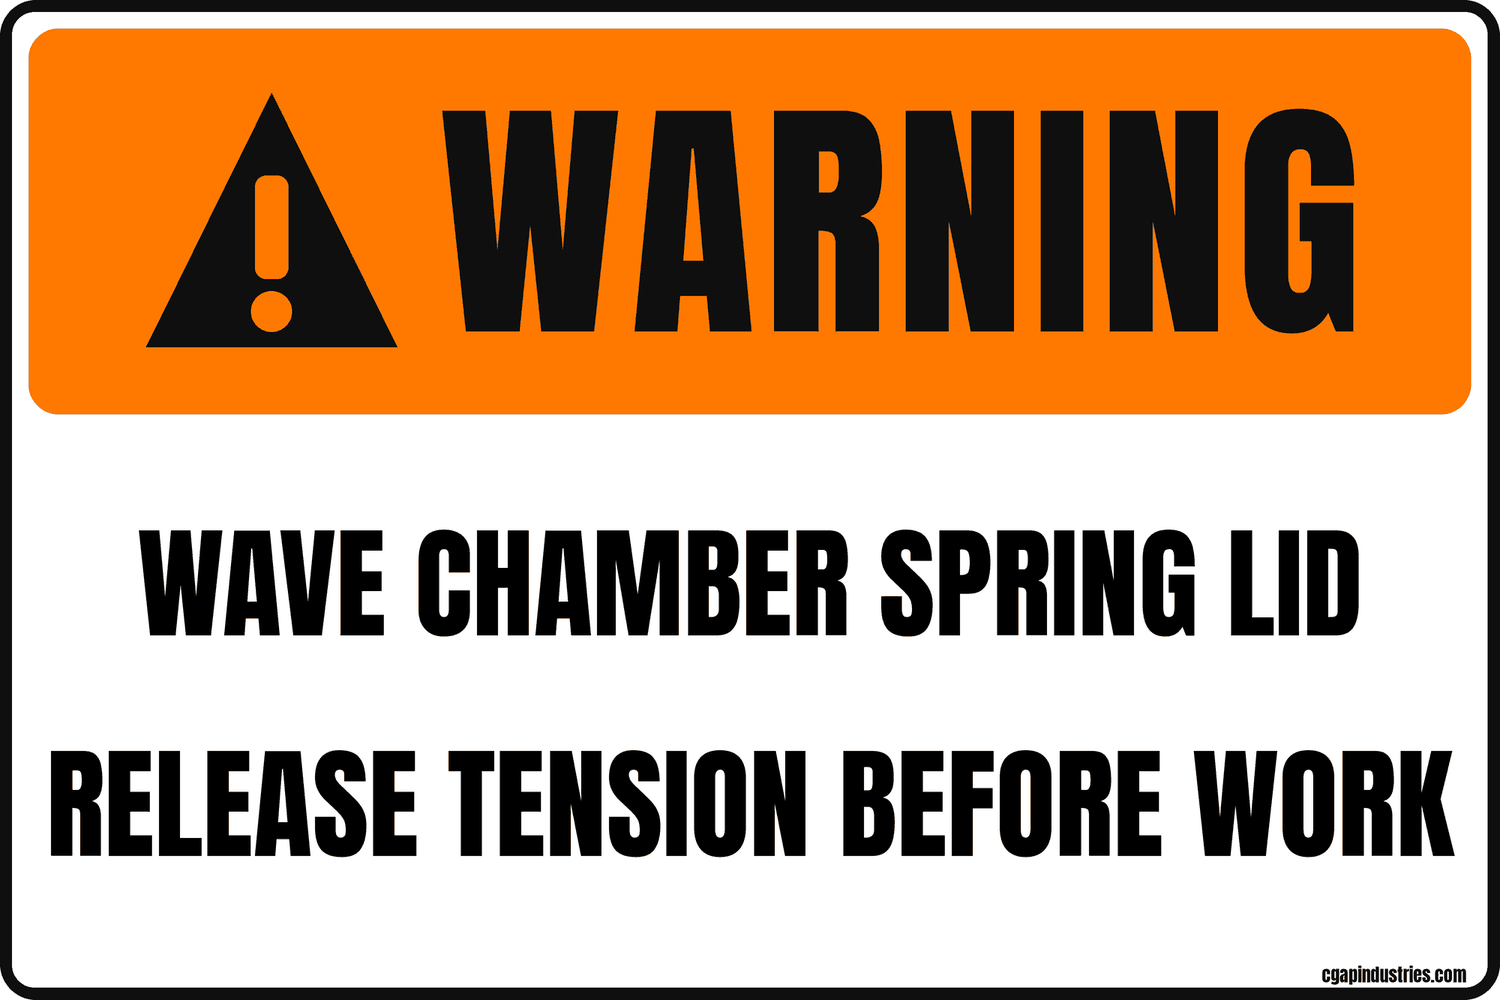 WARNING
WAVE CHAMBER SPRING LID
RELEASE TENSION BEFORE WORK
cgapindustries.com